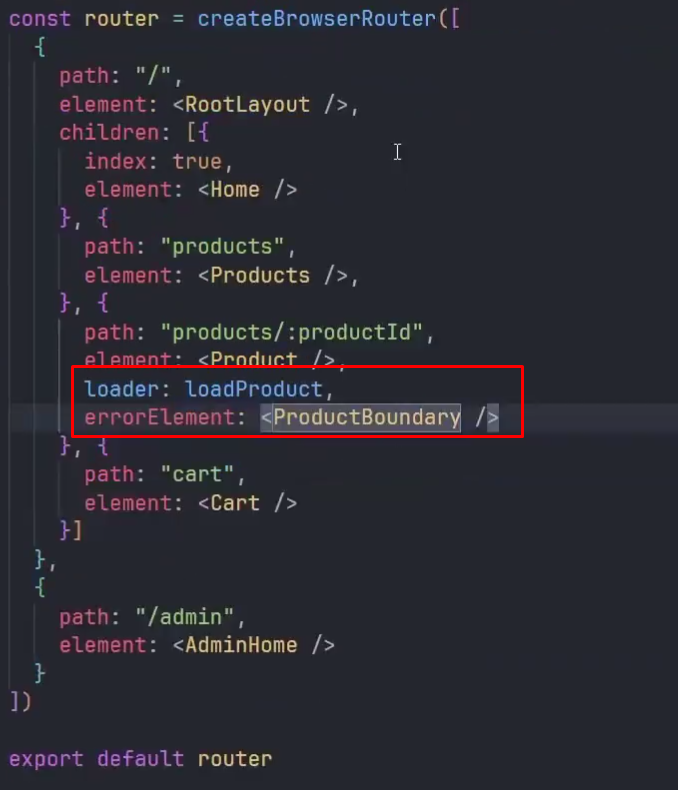 const router = createBrowserRouter([
  {
    path: "/",
    element: <RootLayout />,
    children: [{
      index: true,
      element: <Home />
    }, {
      path: "products",
      element: <Products />,
    }, {
      path: "products/:productId",
      element: <Product />,
      loader: loadProduct,
      errorElement: <ProductBoundary />
    }, {
      path: "cart",
      element: <Cart />
    }]
  },
  {
    path: "/admin",
    element: <AdminHome />
  }
])

export default router